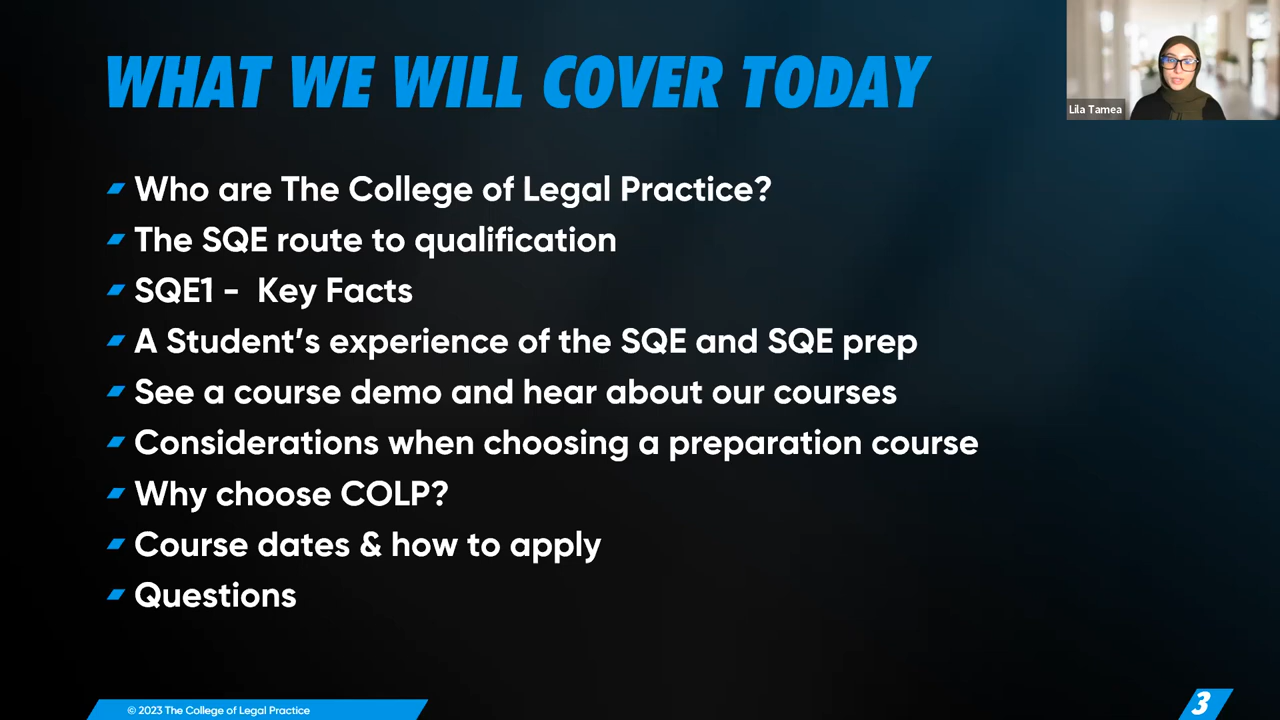 WHAT WE WILL COVER TODAY
Lila Tamea
Who are The College of Legal Practice?
The SQE route to qualification
SQE1 -  Key Facts
A Student’s experience of the SQE and SQE prep
See a course demo and hear about our courses
Considerations when choosing a preparation course
Why choose COLP?
Course dates & how to apply
Questions
© 2023 The College of Legal Practice
3